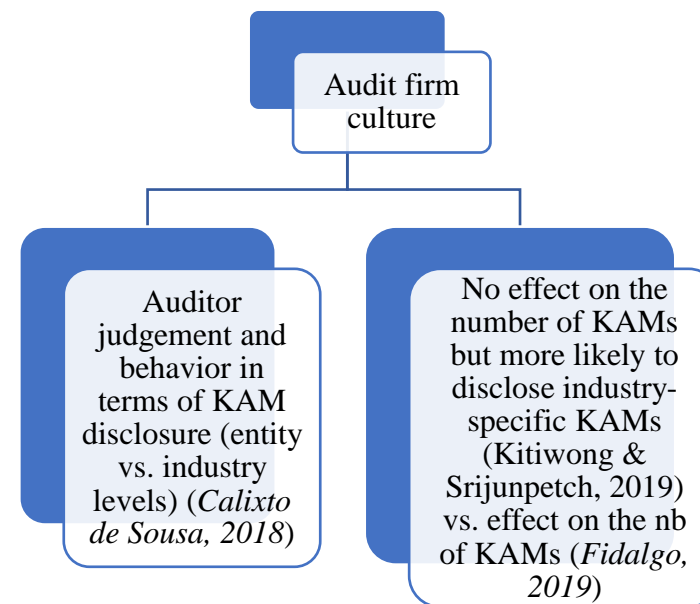 Audit firm
culture
Auditor
judgement and
behavior in
terms of KAM
disclosure (entity
vs. industry
levels) (Calixto
de Sousa, 2018)
No effect on the
number of KAMs
but more likely to
disclose industry-
specific KAMs
(Kitiwong &
Srijunpetch, 2019)
vs. effect on the nb
of KAMs (Fidalgo,
2019)